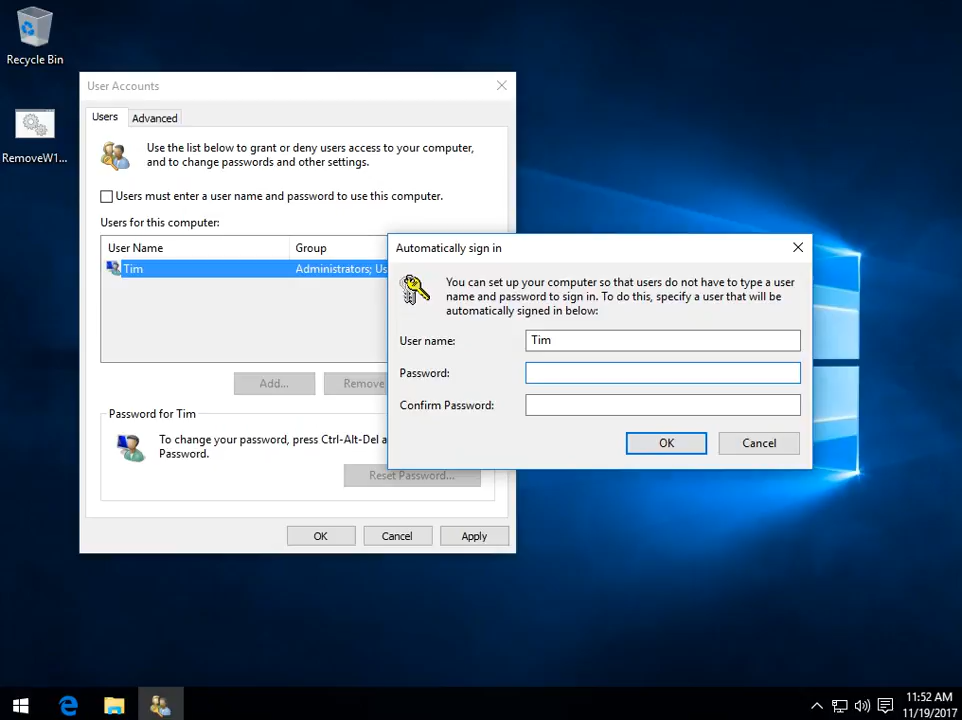 Recycle Bin
RemoveW1...
User Accounts
Users
Advanced
Use the list below to grant or deny users access to your computer,
and to change passwords and other settings.
Users must enter a user name and password to use this computer.
Users for this computer:
User Name
Group
Tim
Administrators; Us
Add...
Remove
Password for Tim
To change your password, press Ctrl-Alt-Del a
Password.
Reset Password...
OK
Cancel
Apply
Automatically sign in
You can set up your computer so that users do not have to type a user
name and password to sign in. To do this, specify a user that will be
automatically signed in below:
User name:
Tim
Password:
Confirm Password:
OK
Cancel
11:52 AM
11/19/2017